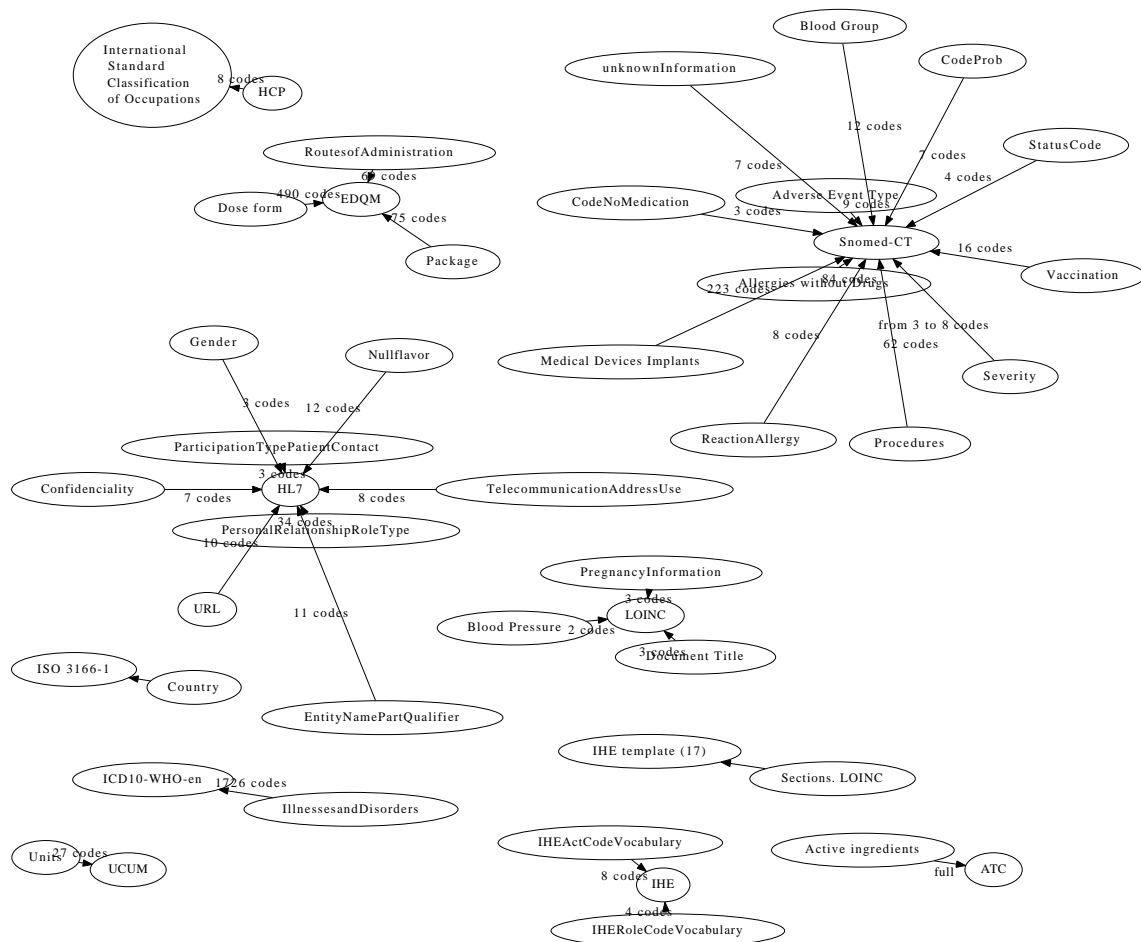 International
Standard
Classification
of Occupations
8 codes
HCP
RoutesofAdministration
69 codes
490 codes
EDQM
Dose form
75 codes
Package
Blood Group
unknownInformation
CodeProb
12 codes
StatusCode
7 codes
7 codes
4 codes
Adverse Event Type
CodeNoMedication
3 codes
9 codes
Snomed-CT
16 codes
Vaccination
84 codes
Allergies without Drugs
223 codes
from 3 to 8 codes
8 codes
62 codes
Medical Devices Implants
Severity
ReactionAllergy
Procedures
Gender
Nullflavor
3 codes
12 codes
ParticipationTypePatientContact
3 codes
Confidenciality
7 codes
HL7
8 codes
TelecommunicationAddressUse
34 codes
PersonalRelationshipRoleType
10 codes
URL
11 codes
EntityNamePartQualifier
PregnancyInformation
3 codes
LOINC
Blood Pressure
2 codes
3 codes
Document Title
ISO 3166-1
Country
ICD10-WHO-en
1726 codes
IllnessesandDisorders
IHE template (17)
Sections. LOINC
Units
27 codes
UCUM
IHEActCodeVocabulary
8 codes
IHE
4 codes
IHERoleCodeVocabulary
Active ingredients
full
ATC